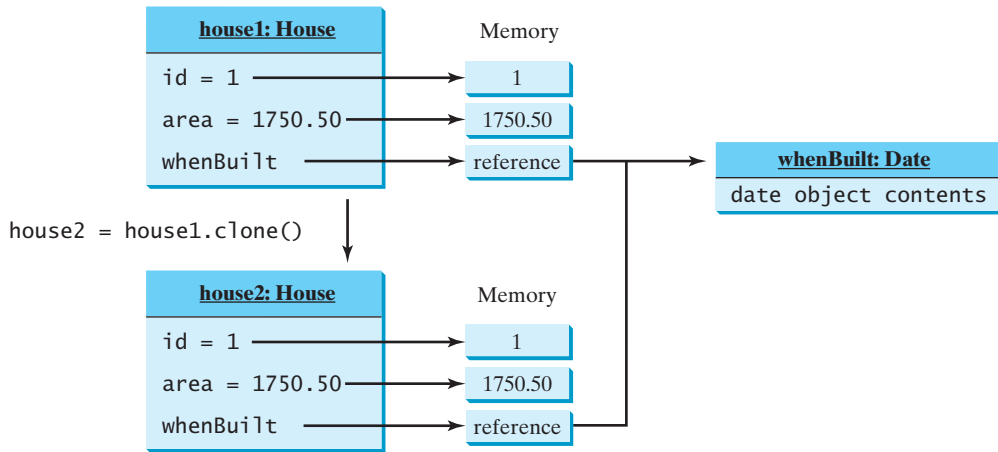 house1: House
Memory
id = 1
1
area = 1750.50
1750.50
whenBuilt
reference
whenBuilt: Date
date object contents
house2 = house1.clone()
house2: House
Memory
id = 1
1
area = 1750.50
1750.50
whenBuilt
reference